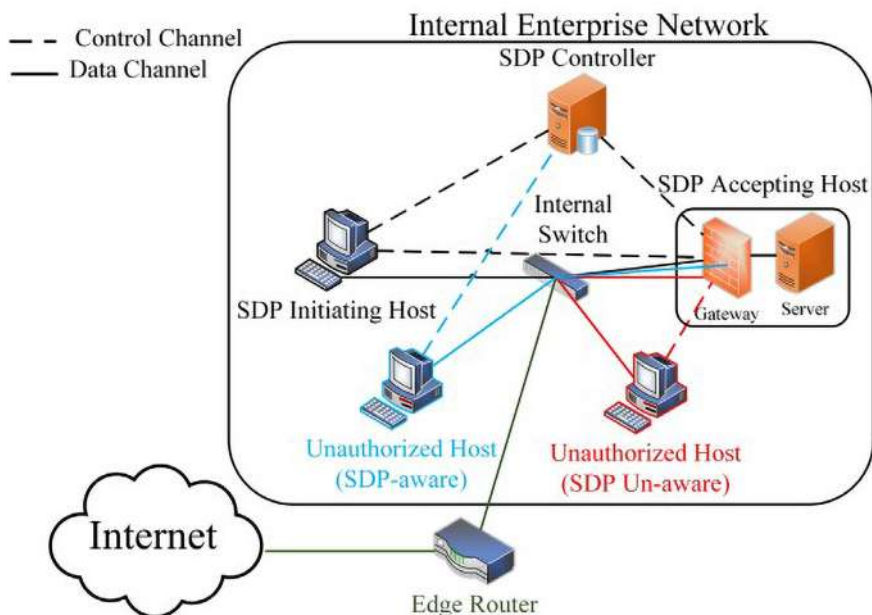 Internal Enterprise Network
Control Channel
Data Channel
SDP Controller
SDP Accepting Host
Internal
Switch
SDP Initiating Host
Gateway
Server
Unauthorized Host
(SDP-aware)
Unauthorized Host
(SDP Un-aware)
Internet
Edge Router